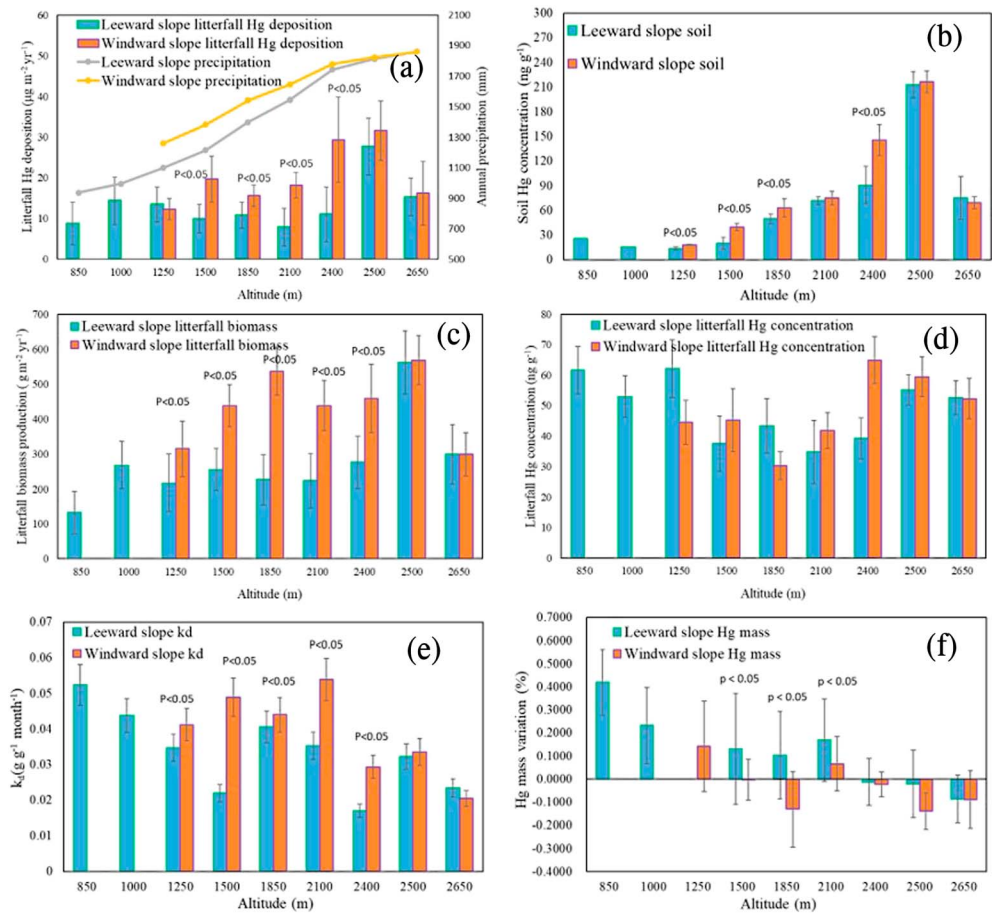 Leeward slope litterfall Hg deposition
Windward slope litterfall Hg deposition
Leeward slope precipitation
Windward slope precipitation
(a)
Litterfall Hg deposition (μg m⁻² yr⁻¹)
60
50
40
30
20
10
0
Annual precipitation (mm)
2100
1900
1700
1500
1300
1100
900
700
500
P<0.05
P<0.05
P<0.05
P<0.05
850 1000 1250 1500 1850 2100 2400 2500 2650
Altitude (m)
Leeward slope soil
Windward slope soil
(b)
Soil Hg concentration (ng g⁻¹)
300
270
240
210
180
150
120
90
60
30
0
P<0.05
P<0.05
P<0.05
P<0.05
850 1000 1250 1500 1850 2100 2400 2500 2650
Altitude (m)
Leeward slope litterfall biomass
Windward slope litterfall biomass
(c)
Litterfall biomass production ( g m⁻² yr⁻¹)
700
600
500
400
300
200
100
0
P<0.05
P<0.05
P<0.05
P<0.05
P<0.05
850 1000 1250 1500 1850 2100 2400 2500 2650
Altitude (m)
Leeward slope litterfall Hg concentration
Windward slope litterfall Hg concentration
(d)
Litterfall Hg concentration (ng g⁻¹)
80
70
60
50
40
30
20
10
0
850 1000 1250 1500 1850 2100 2400 2500 2650
Altitude (m)
Leeward slope kd
Windward slope kd
(e)
k_d(g g⁻¹ month⁻¹)
0.07
0.06
0.05
0.04
0.03
0.02
0.01
0
P<0.05
P<0.05
P<0.05
P<0.05
P<0.05
850 1000 1250 1500 1850 2100 2400 2500 2650
Altitude (m)
Leeward slope Hg mass
Windward slope Hg mass
(f)
Hg mass variation (%)
0.7000
0.6000
0.5000
0.4000
0.3000
0.2000
0.1000
0.0000
-0.1000
-0.2000
-0.3000
-0.4000
p < 0.05
p < 0.05
p < 0.05
850 1000 1250 1500 1850 2100 2400 2500 2650
Altitude (m)